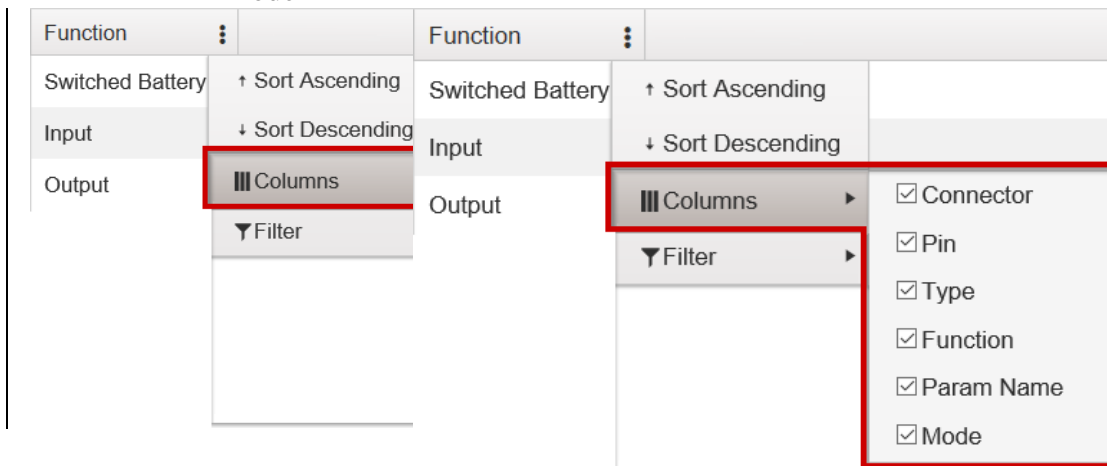 Function
Switched Battery
Input
Output
Sort Ascending
Sort Descending
Columns
Filter
Function
Switched Battery
Input
Output
Sort Ascending
Sort Descending
Columns
Filter
Connector
Pin
Type
Function
Param Name
Mode